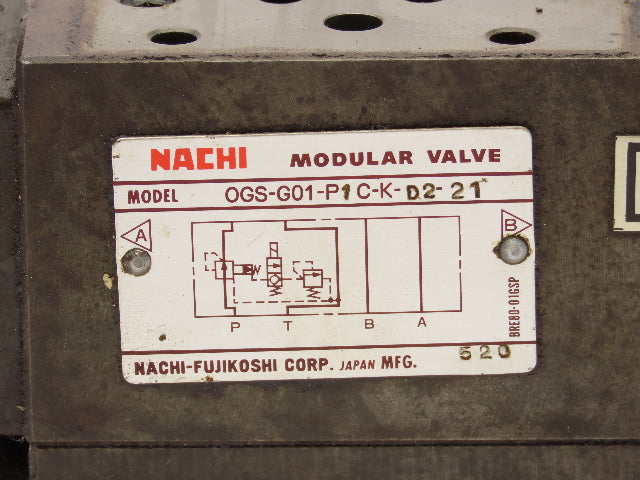 NACHI MODULAR VALVE
MODEL OGS-G01-P1C-K-D2-21
A B
P T B A
BRE80-01GSP
520
NACHI-FUJIKOSHI CORP. JAPAN MFG.